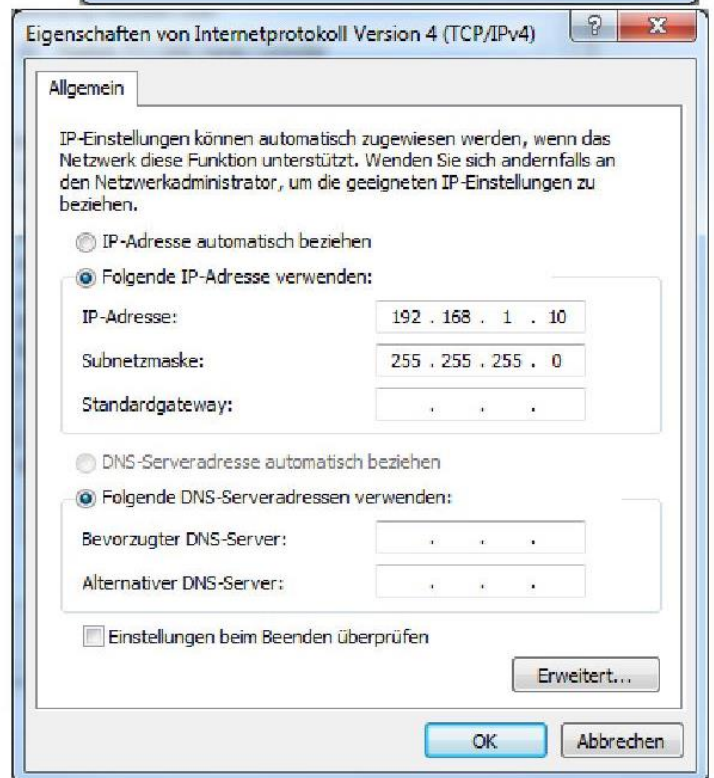 Eigenschaften von Internetprotokoll Version 4 (TCP/IPv4)
Allgemein
IP-Einstellungen können automatisch zugewiesen werden, wenn das
Netzwerk diese Funktion unterstützt. Wenden Sie sich andernfalls an
den Netzwerkadministrator, um die geeigneten IP-Einstellungen zu
beziehen.
IP-Adresse automatisch beziehen
Folgende IP-Adresse verwenden:
IP-Adresse: 192 . 168 . 1 . 10
Subnetzmaske: 255 . 255 . 255 . 0
Standardgateway: . . .
DNS-Serveradresse automatisch beziehen
Folgende DNS-Serveradressen verwenden:
Bevorzugter DNS-Server: . . .
Alternativer DNS-Server: . . .
Einstellungen beim Beenden überprüfen
Erweitert...
OK Abbrechen